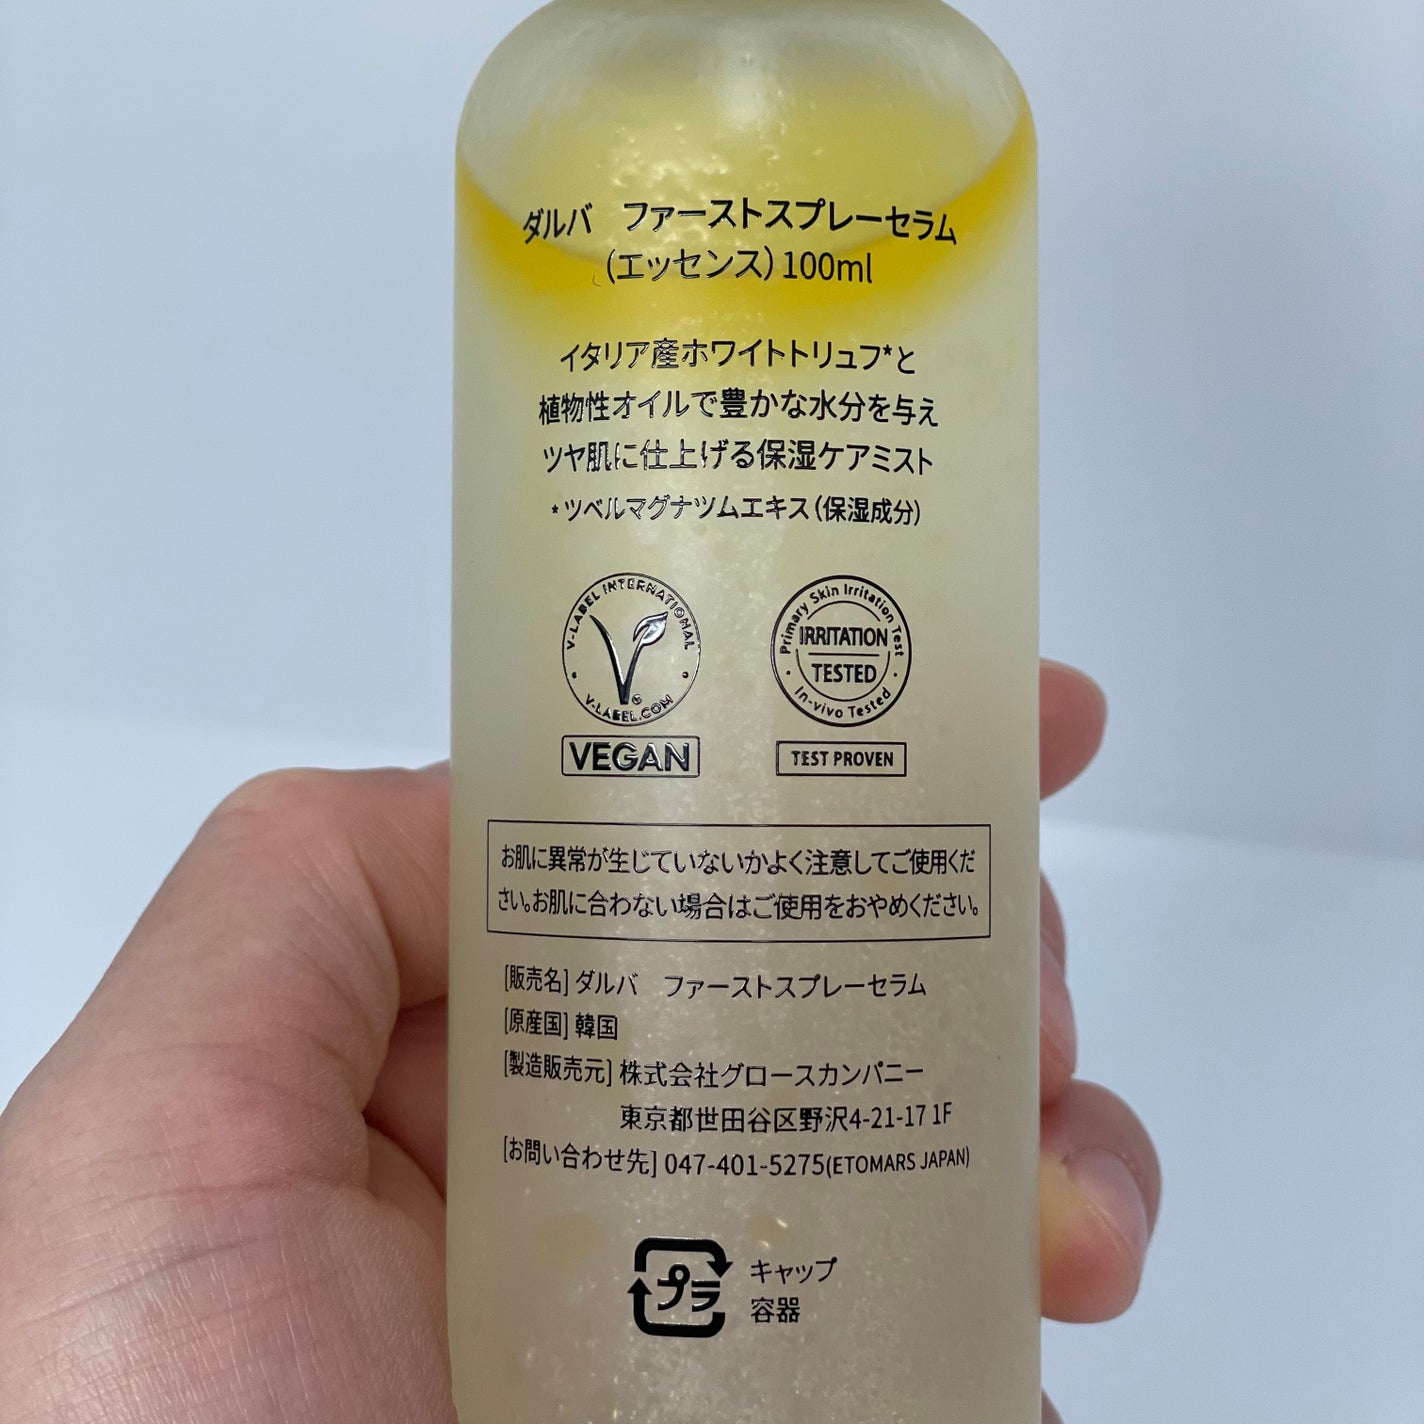 ダルバ　ファーストスプレーセラム
(エッセンス)100ml
イタリア産ホワイトトリュフ*と
植物性オイルで豊かな水分を与え
ツヤ肌に仕上げる保湿ケアミスト
*ツベルマグナツムエキス(保湿成分)
V-LABEL INTERNATIONAL
V-LABEL.COM
VEGAN
Primary Skin Irritation Test
IRRITATION
TESTED
In-vivo Tested
TEST PROVEN
お肌に異常が生じていないかよく注意してご使用くだ
さい。お肌に合わない場合はご使用をおやめください。
[販売名]ダルバ　ファーストスプレーセラム
[原産国]韓国
[製造販売元]株式会社グロースカンパニー
東京都世田谷区野沢4-21-17 1F
[お問い合わせ先]047-401-5275(ETOMARS JAPAN)
プラ
キャップ
容器